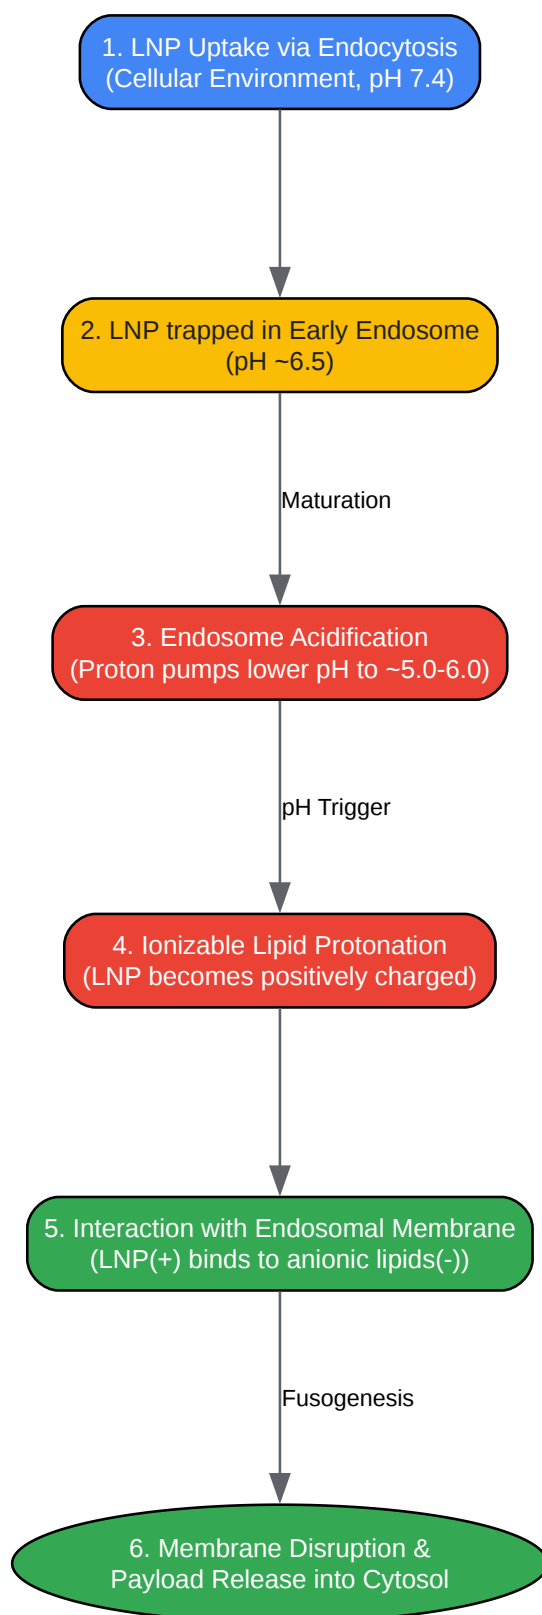 1. LNP Uptake via Endocytosis
(Cellular Environment, pH 7.4)
2. LNP trapped in Early Endosome
(pH ~6.5)
Maturation
3. Endosome Acidification
(Proton pumps lower pH to ~5.0-6.0)
pH Trigger
4. Ionizable Lipid Protonation
(LNP becomes positively charged)
5. Interaction with Endosomal Membrane
(LNP(+) binds to anionic lipids(-))
Fusogenesis
6. Membrane Disruption &
Payload Release into Cytosol